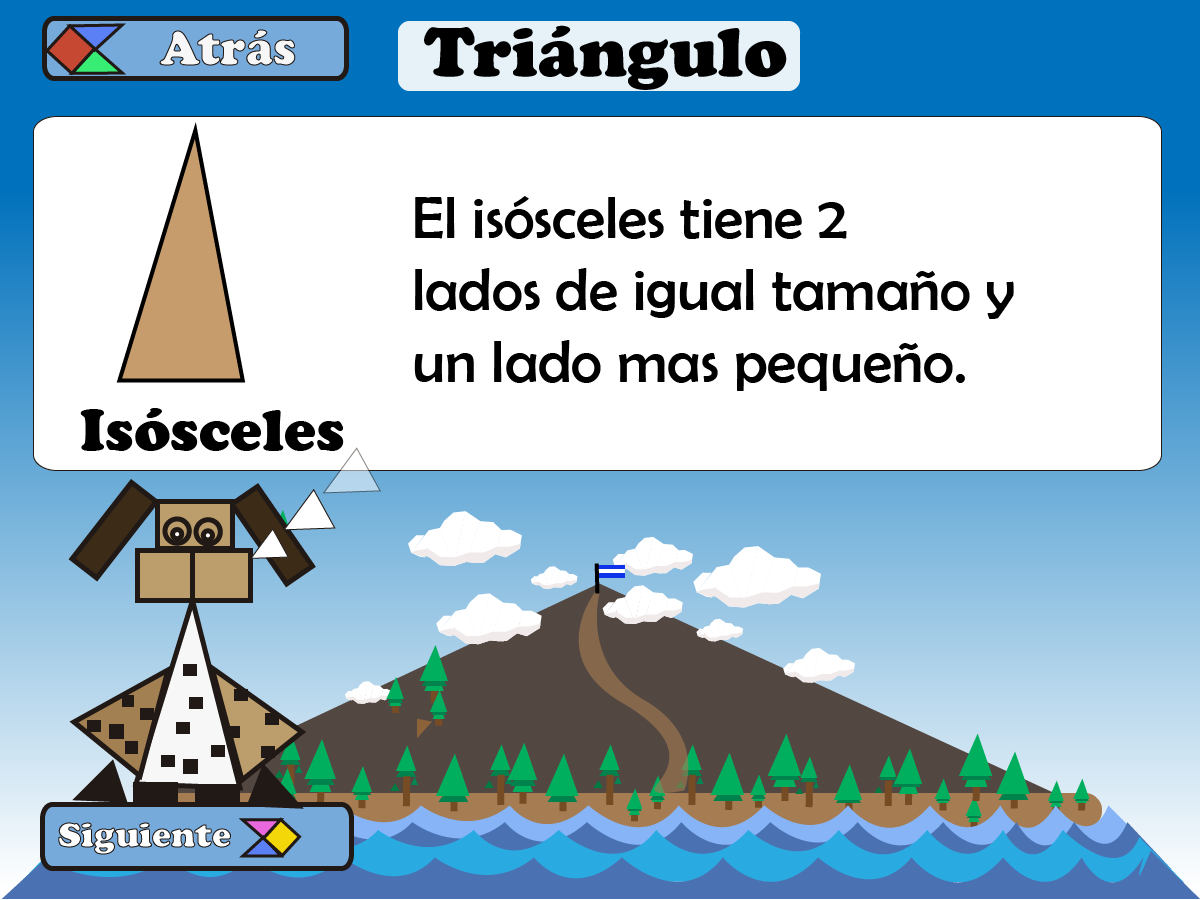 Atrás
Triángulo
El isósceles tiene 2
lados de igual tamaño y
un lado mas pequeño.
Isósceles
Siguiente